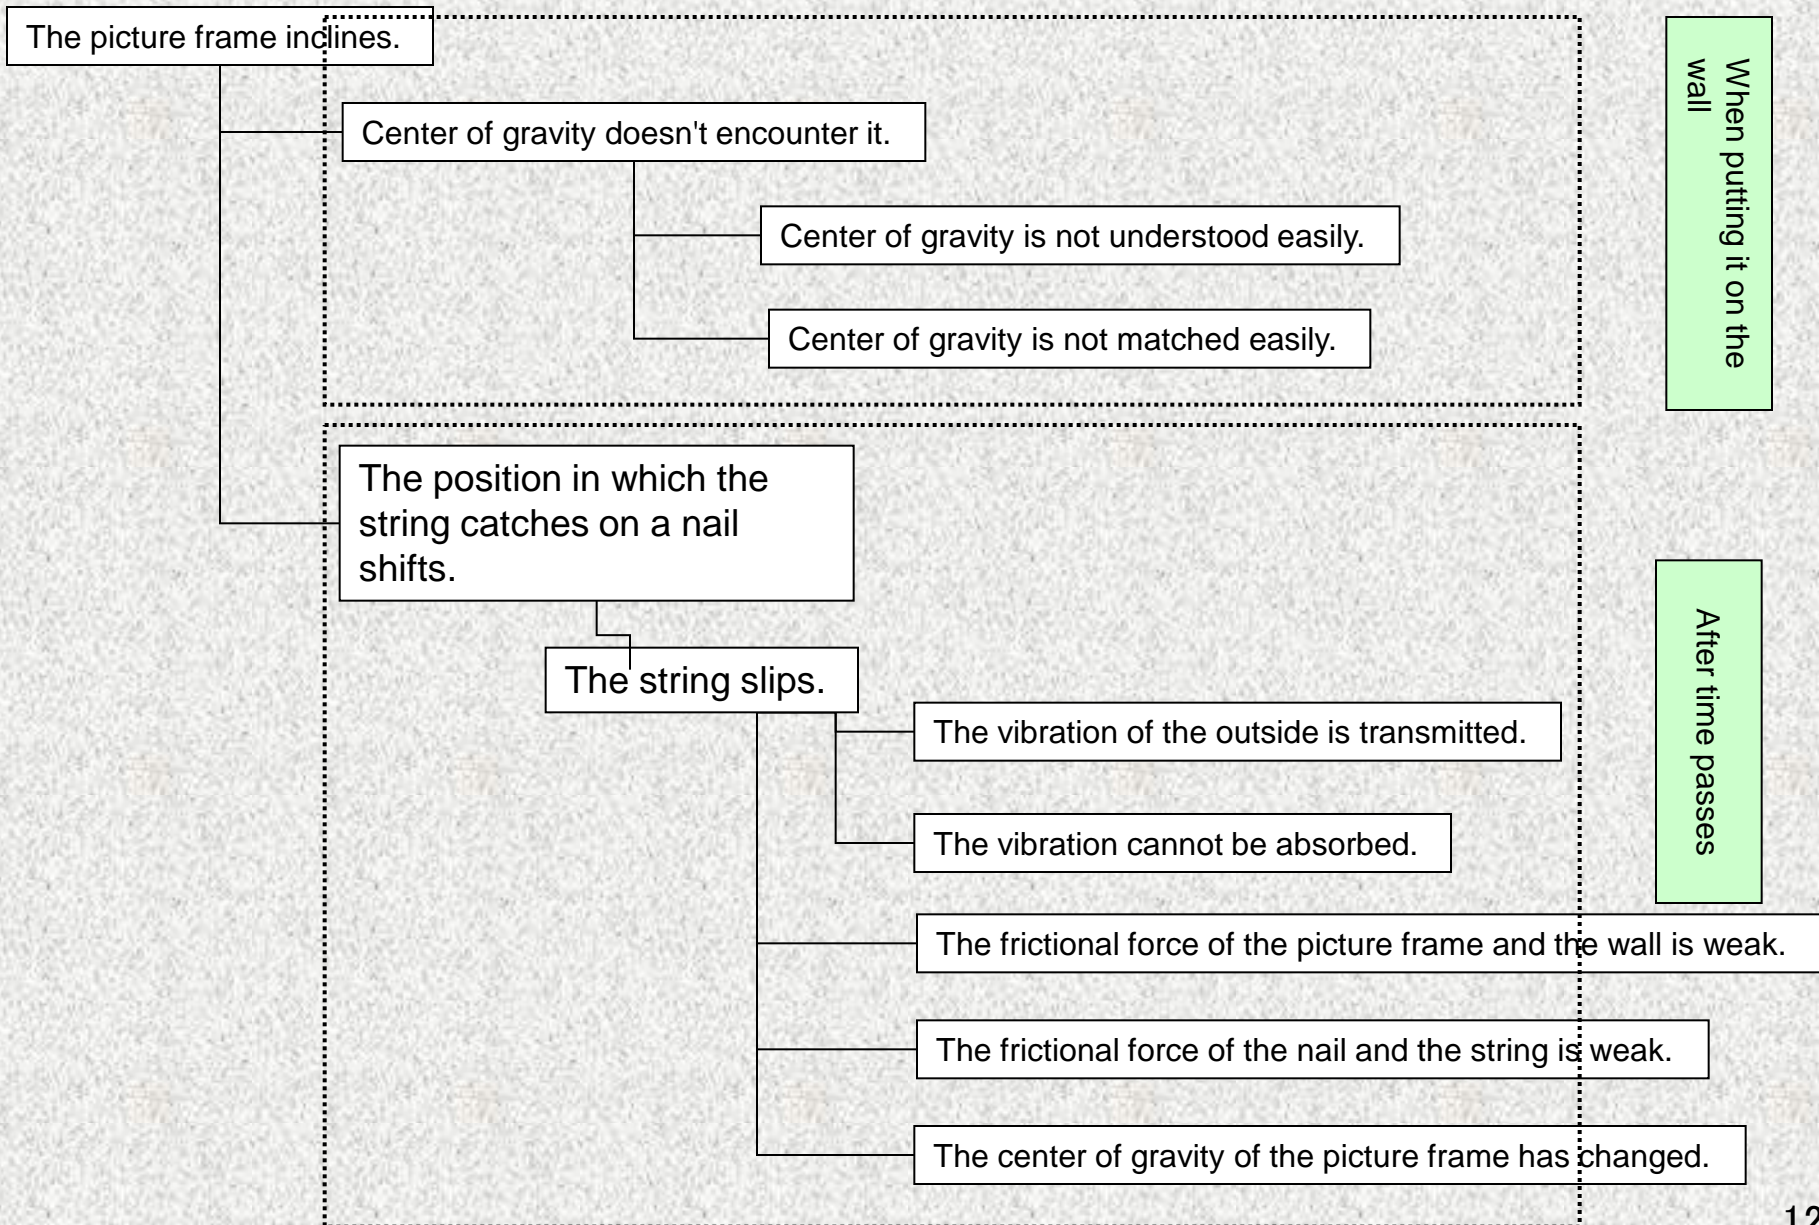 The picture frame inclines.
When putting it on the
wall
Center of gravity doesn't encounter it.
Center of gravity is not understood easily.
Center of gravity is not matched easily.
The position in which the
string catches on a nail
shifts.
After time passes
The string slips.
The vibration of the outside is transmitted.
The vibration cannot be absorbed.
The frictional force of the picture frame and the wall is weak.
The frictional force of the nail and the string is weak.
The center of gravity of the picture frame has changed.